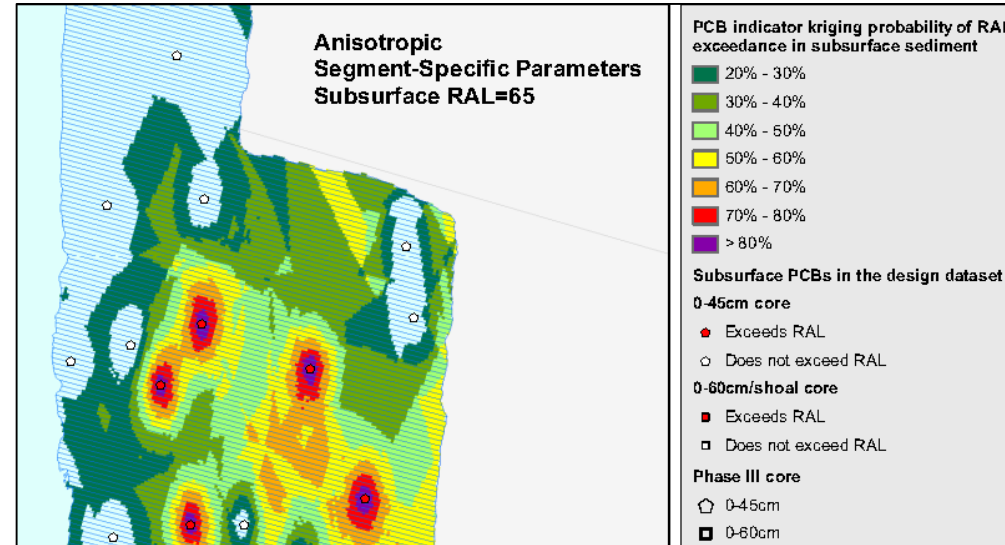 Anisotropic
Segment-Specific Parameters
Subsurface RAL=65
PCB indicator kriging probability of RAL
exceedance in subsurface sediment
20% - 30%
30% - 40%
40% - 50%
50% - 60%
60% - 70%
70% - 80%
> 80%
Subsurface PCBs in the design dataset
0-45cm core
Exceeds RAL
Does not exceed RAL
0-60cm/shoal core
Exceeds RAL
Does not exceed RAL
Phase III core
0-45cm
0-60cm